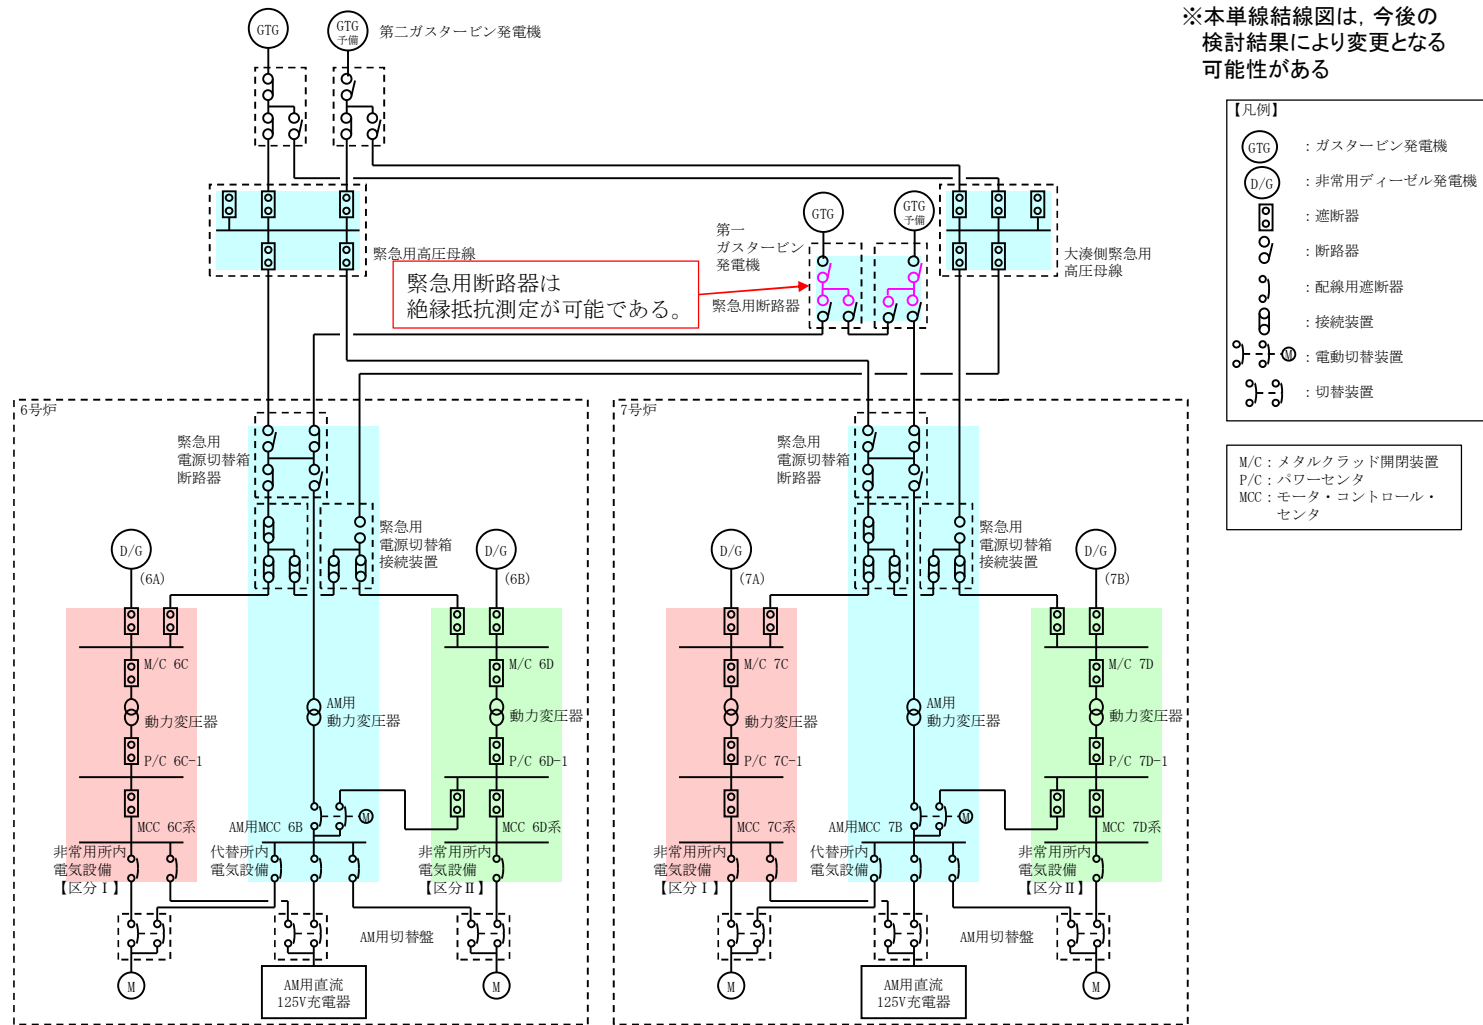 ※本単線結線図は，今後の
検討結果により変更となる
可能性がある
GTG
GTG
予備
第二ガスタービン発電機
【凡例】
GTG
：ガスタービン発電機
D/G
：非常用ディーゼル発電機
：遮断器
：断路器
：配線用遮断器
：接続装置
M
：電動切替装置
：切替装置
M/C：メタルクラッド開閉装置
P/C：パワーセンタ
MCC：モータ・コントロール・
センタ
緊急用高圧母線
第一
ガスタービン
発電機
GTG
GTG
予備
大湊側緊急用
高圧母線
緊急用断路器は
絶縁抵抗測定が可能である。
緊急用断路器
6号炉
緊急用
電源切替箱
断路器
緊急用
電源切替箱
接続装置
D/G
(6A)
D/G
(6B)
M/C 6C
M/C 6D
動力変圧器
AM用
動力変圧器
動力変圧器
P/C 6C-1
P/C 6D-1
MCC 6C系
AM用MCC 6B
M
MCC 6D系
非常用所内
電気設備
【区分Ⅰ】
代替所内
電気設備
非常用所内
電気設備
【区分Ⅱ】
AM用切替盤
M
AM用直流
125V充電器
M
7号炉
緊急用
電源切替箱
断路器
緊急用
電源切替箱
接続装置
D/G
(7A)
D/G
(7B)
M/C 7C
M/C 7D
動力変圧器
AM用
動力変圧器
動力変圧器
P/C 7C-1
P/C 7D-1
MCC 7C系
AM用MCC 7B
M
MCC 7D系
非常用所内
電気設備
【区分Ⅰ】
代替所内
電気設備
非常用所内
電気設備
【区分Ⅱ】
AM用切替盤
M
AM用直流
125V充電器
M